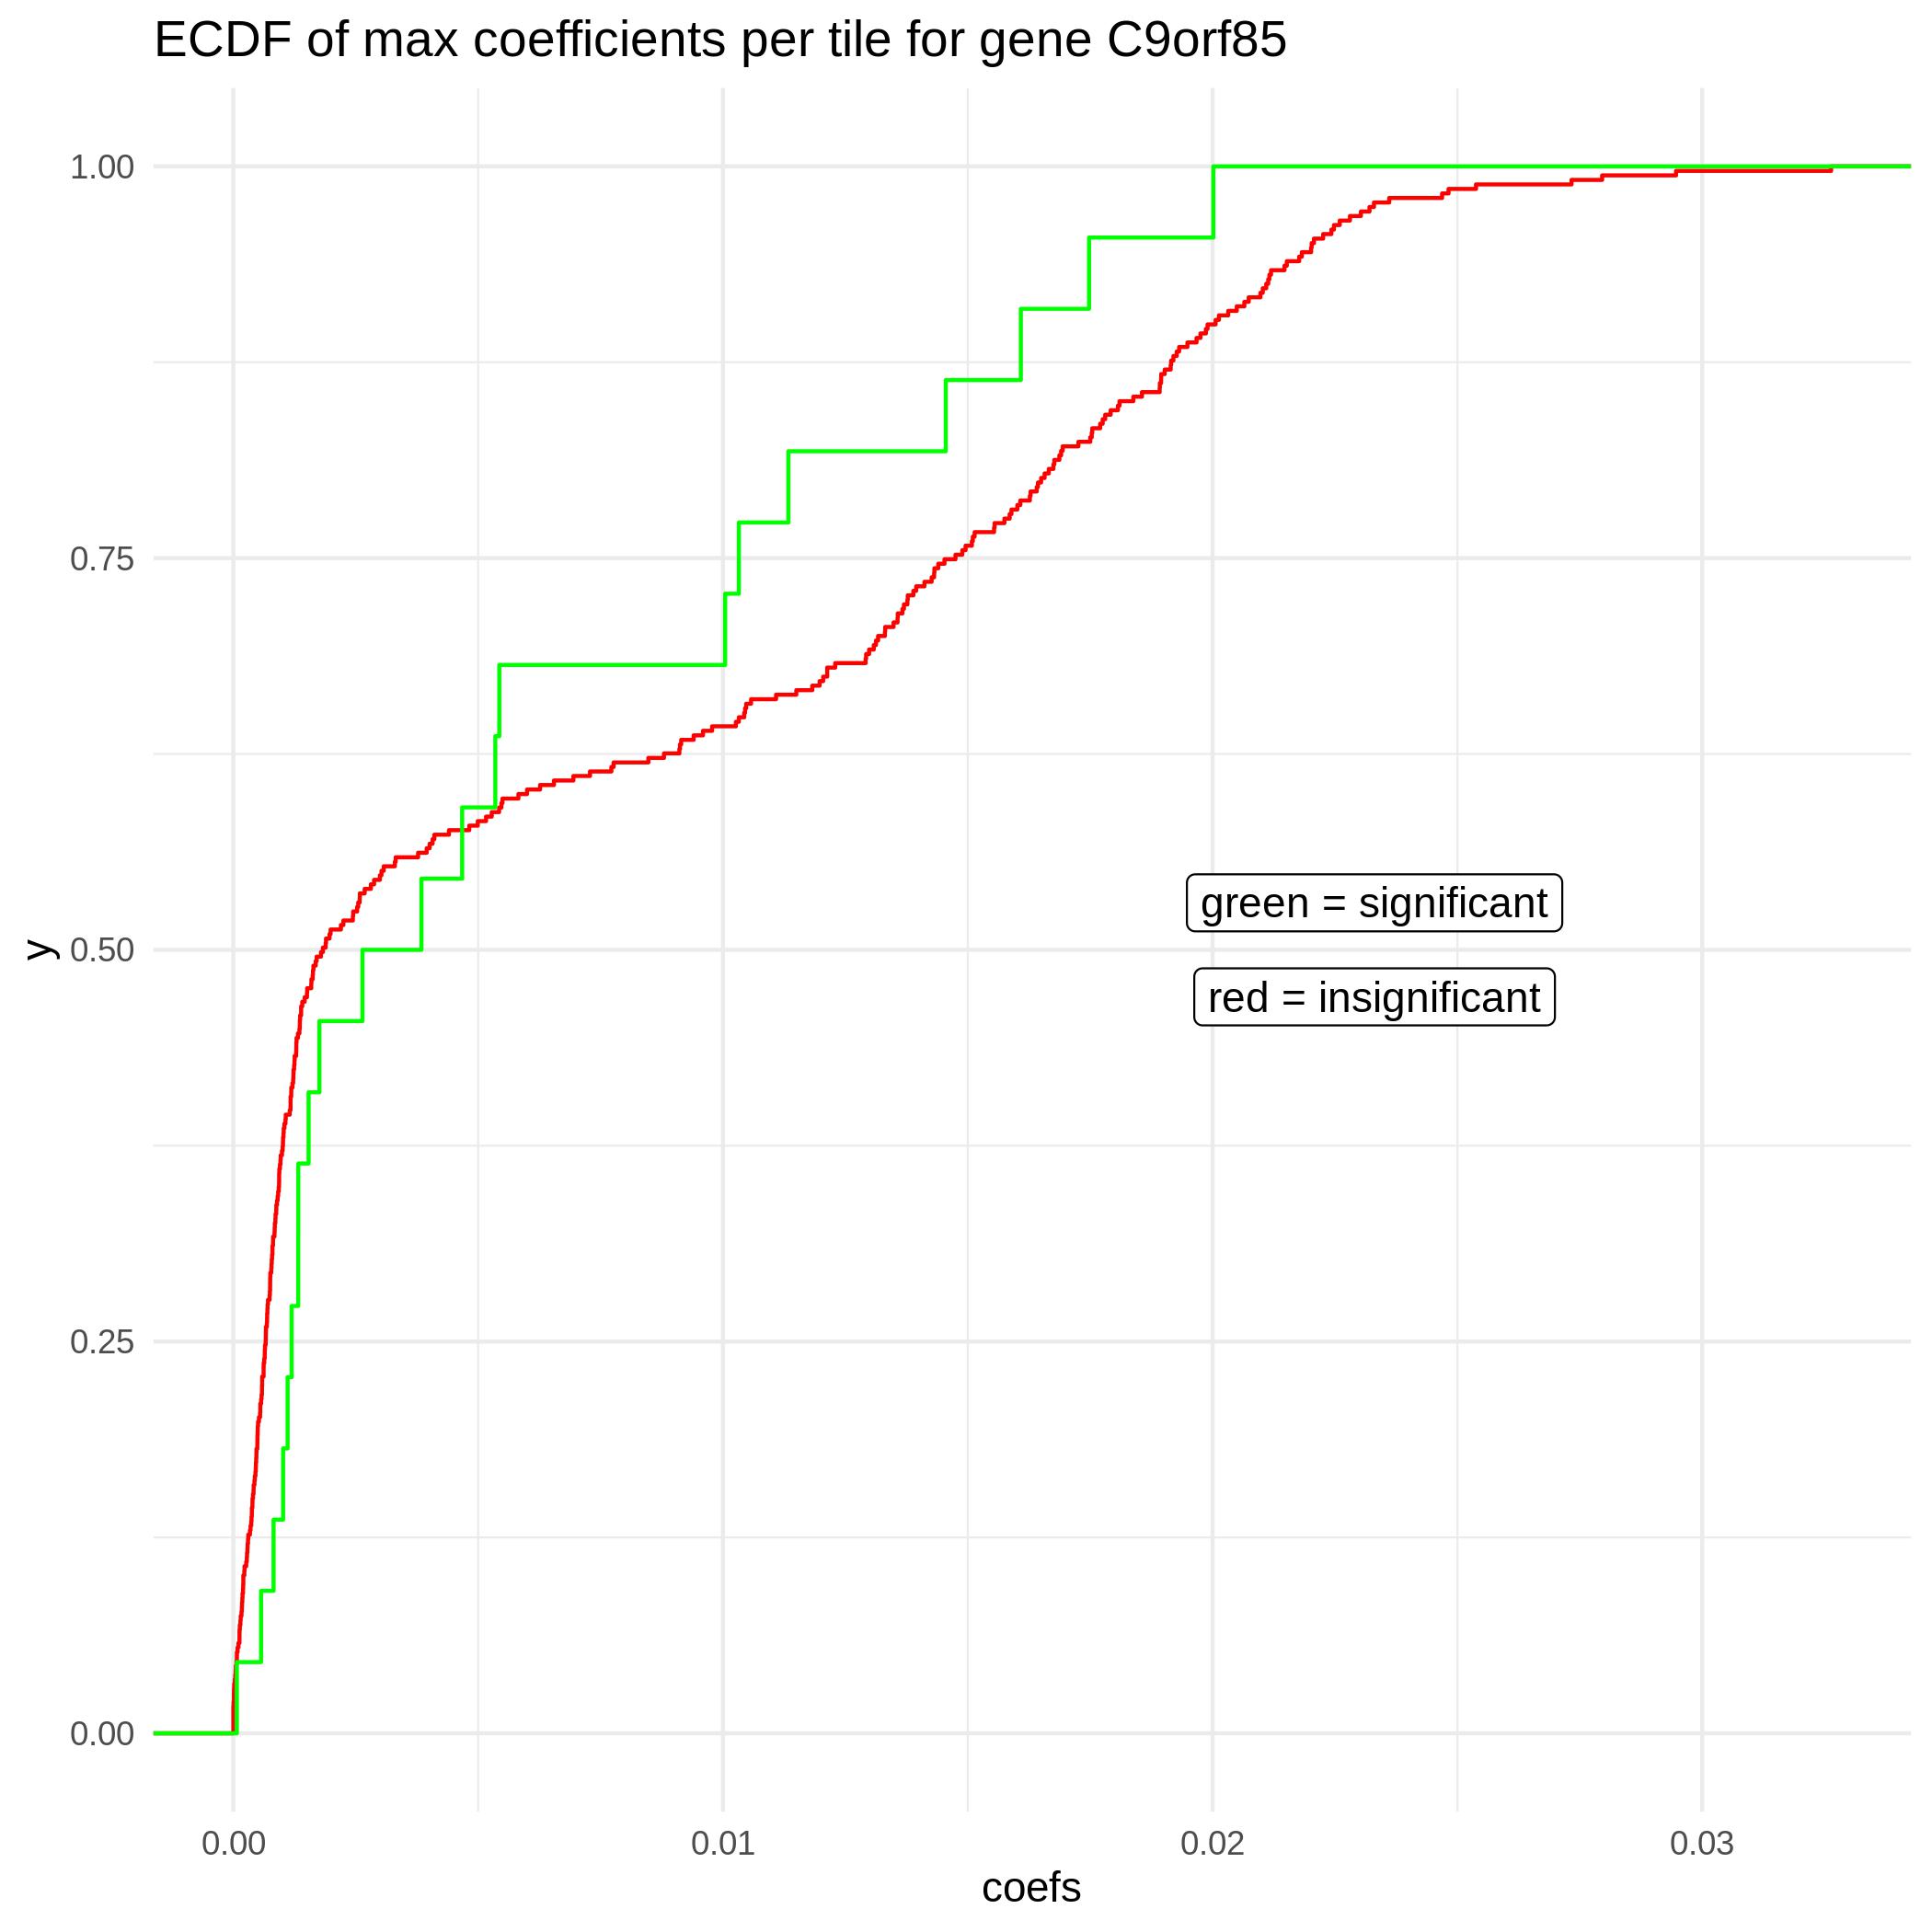 ECDF of max coefficients per tile for gene C9orf85
1.00
0.75
0.50
0.25
0.00
y
green = significant
red = insignificant
0.00
0.01
0.02
0.03
coefs